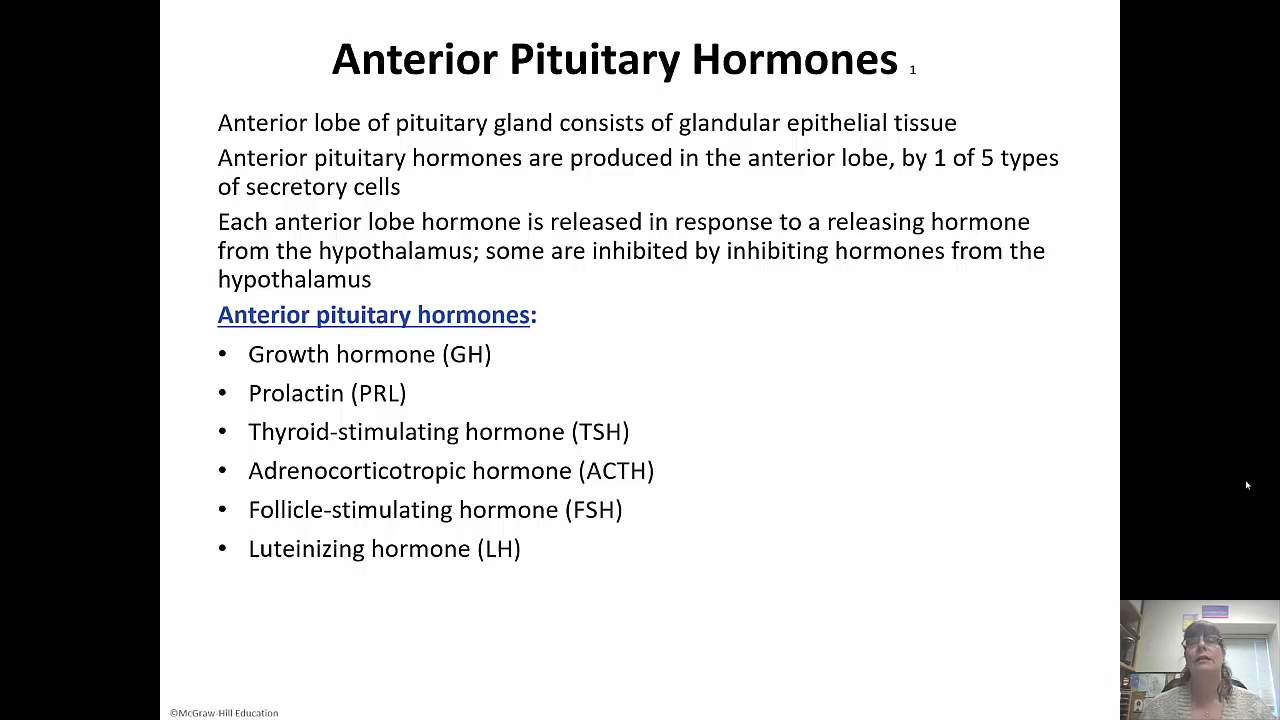 Anterior Pituitary Hormones 1
Anterior lobe of pituitary gland consists of glandular epithelial tissue
Anterior pituitary hormones are produced in the anterior lobe, by 1 of 5 types
of secretory cells
Each anterior lobe hormone is released in response to a releasing hormone
from the hypothalamus; some are inhibited by inhibiting hormones from the
hypothalamus
Anterior pituitary hormones:
• Growth hormone (GH)
• Prolactin (PRL)
• Thyroid-stimulating hormone (TSH)
• Adrenocorticotropic hormone (ACTH)
• Follicle-stimulating hormone (FSH)
• Luteinizing hormone (LH)
©McGraw-Hill Education